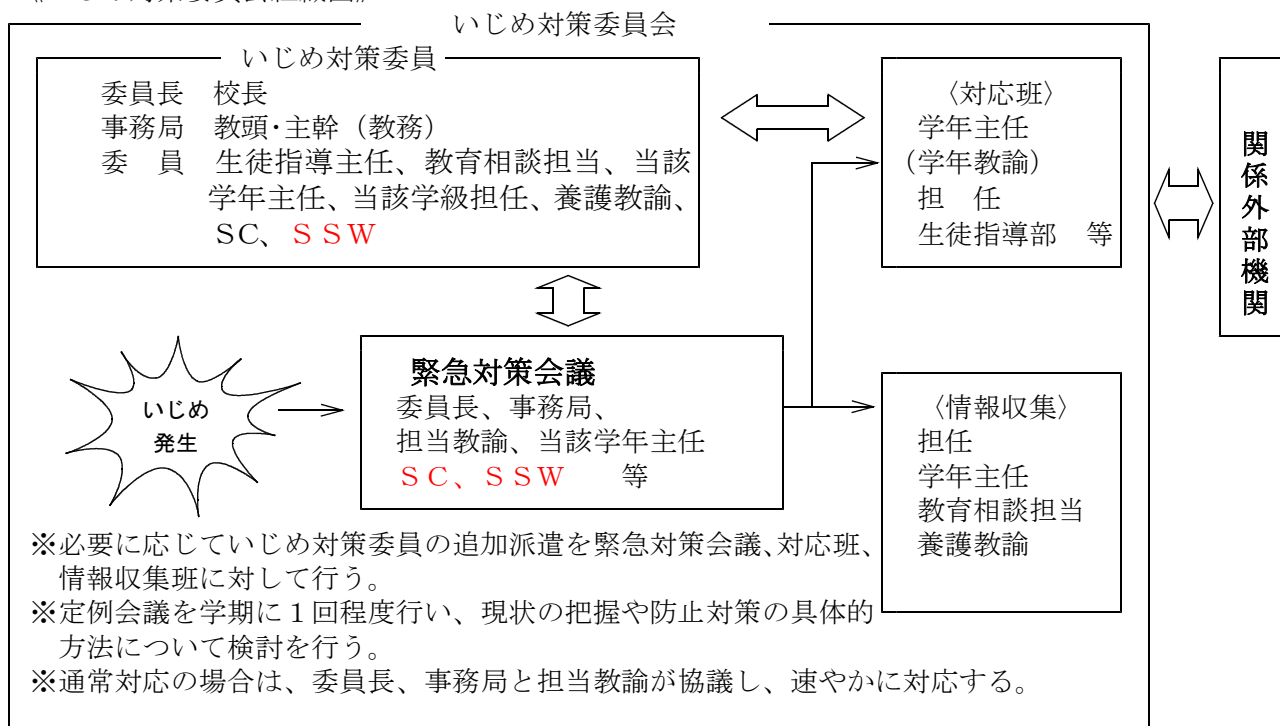 いじめ対策委員会
いじめ対策委員
委員長 校長
事務局 教頭・主幹（教務）
委　員 生徒指導主任、教育相談担当、当該
学年主任、当該学級担任、養護教諭、
SC、ＳＳＷ
〈対応班〉
学年主任
（学年教諭）
担　任
生徒指導部　等
関係外部機関
いじめ
発生
緊急対策会議
委員長、事務局、
担当教諭、当該学年主任
ＳＣ、ＳＳＷ　等
〈情報収集〉
担任
学年主任
教育相談担当
養護教諭
※必要に応じていじめ対策委員の追加派遣を緊急対策会議、対応班、
情報収集班に対して行う。
※定例会議を学期に１回程度行い、現状の把握や防止対策の具体的
方法について検討を行う。
※通常対応の場合は、委員長、事務局と担当教諭が協議し、速やかに対応する。